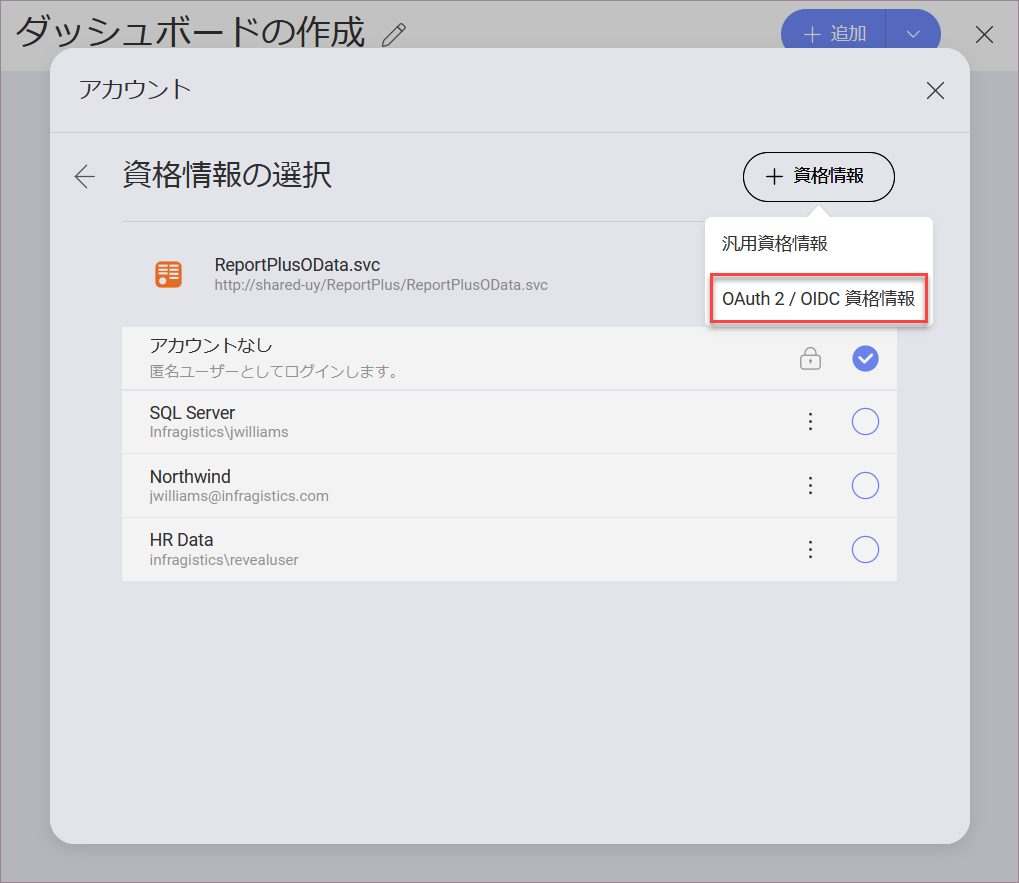 ダッシュボードの作成
追加
アカウント
資格情報の選択
資格情報
汎用資格情報
OAuth 2 / OIDC 資格情報
ReportPlusOData.svc
http://shared-uy/ReportPlus/ReportPlusOData.svc
アカウントなし
匿名ユーザーとしてログインします。
SQL Server
Infragistics\jwilliams
Northwind
jwilliams@infragistics.com
HR Data
infragistics\revealuser